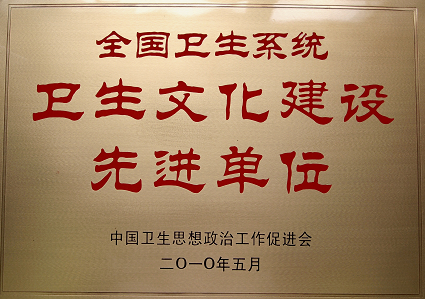 全国卫生系统
卫生文化建设
先进单位
中国卫生思想政治工作促进会
二〇一〇年五月